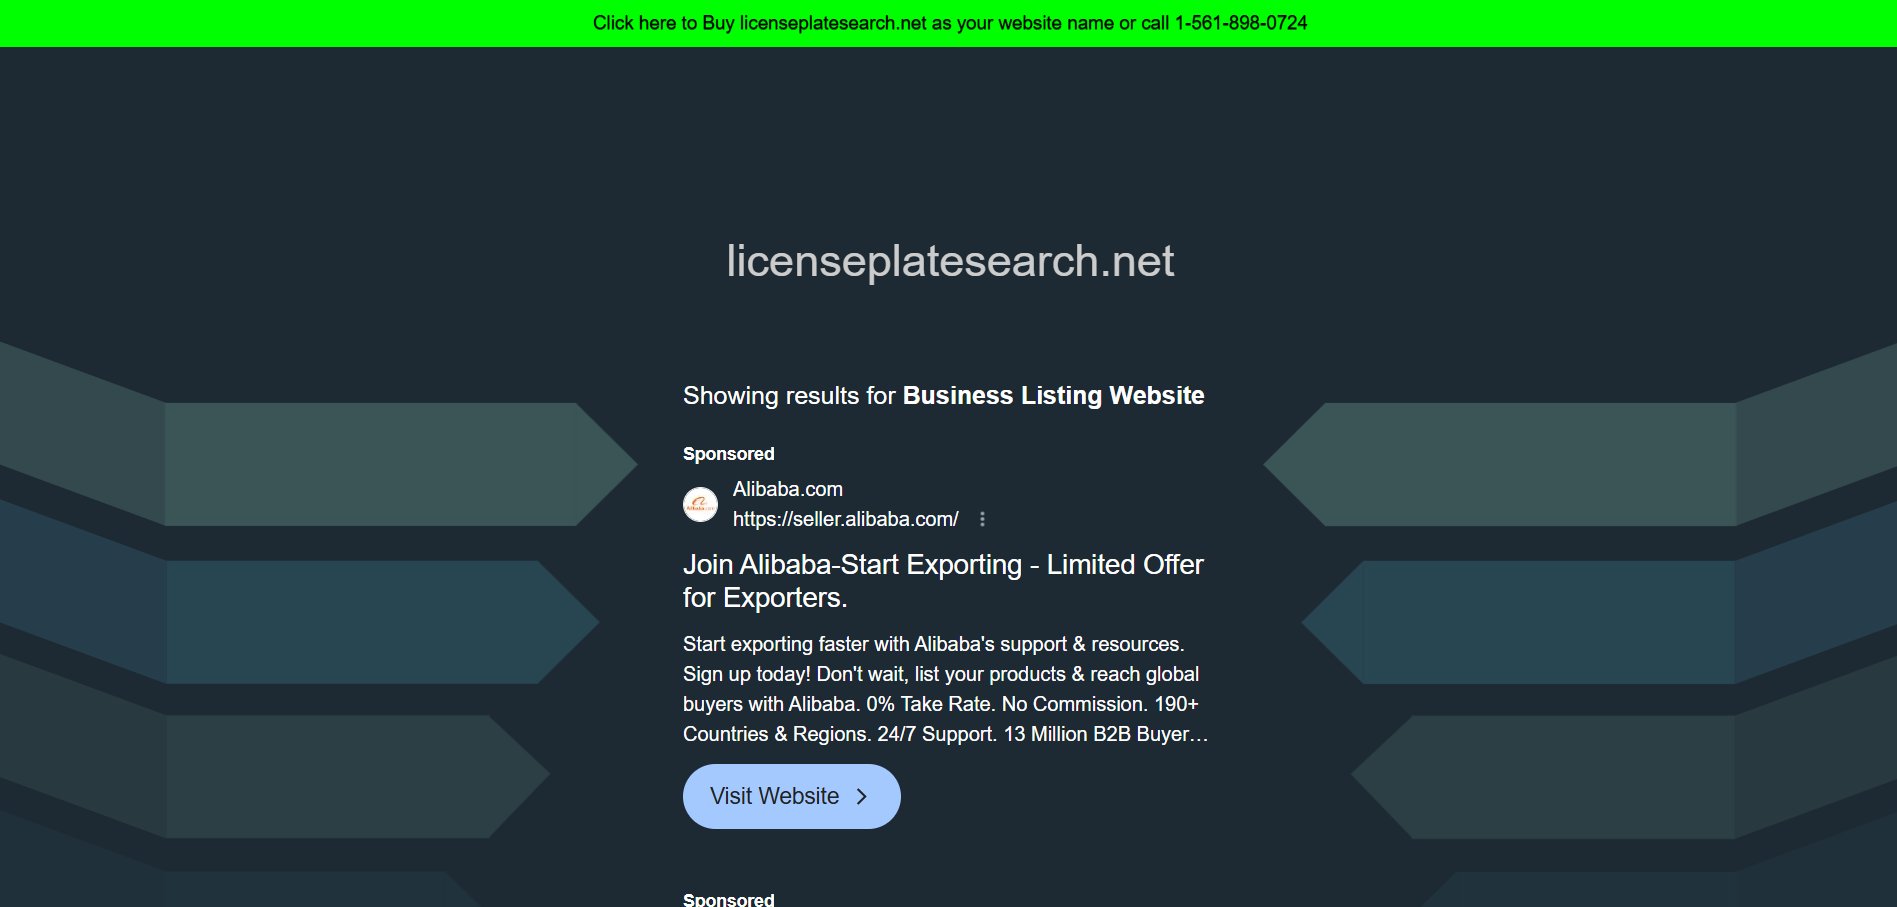 Click here to Buy licenseplatesearch.net as your website name or call 1-561-898-0724
licenseplatesearch.net
Showing results for Business Listing Website
Sponsored
Alibaba.com
https://seller.alibaba.com/
Join Alibaba-Start Exporting - Limited Offer
for Exporters.
Start exporting faster with Alibaba's support & resources.
Sign up today! Don't wait, list your products & reach global
buyers with Alibaba. 0% Take Rate. No Commission. 190+
Countries & Regions. 24/7 Support. 13 Million B2B Buyer…
Visit Website
Sponsored